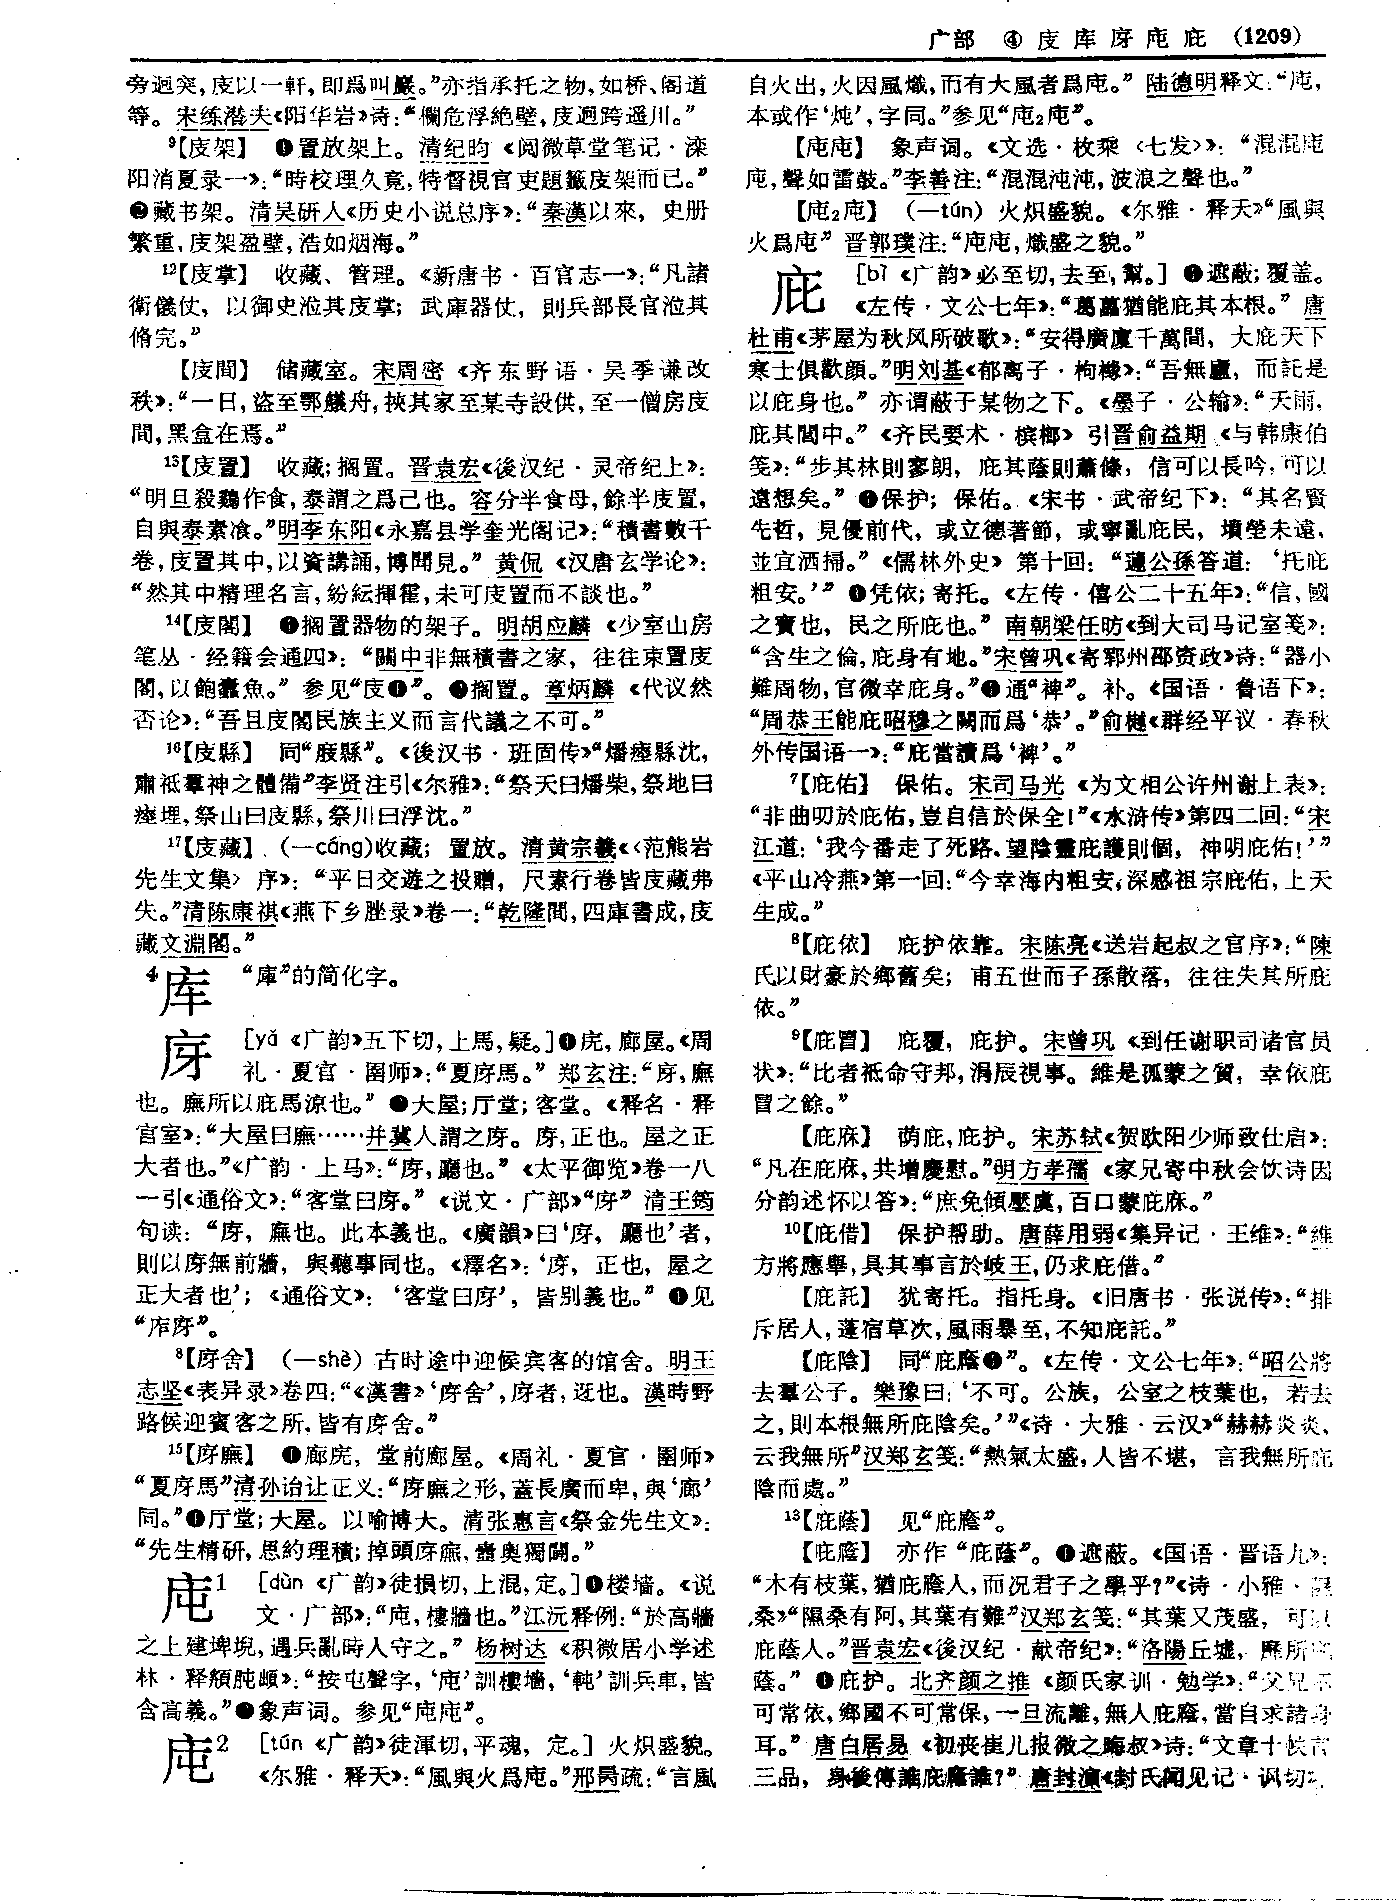 广部 ④ 庋 库 庌 庉 庇 (1209)
旁迴突，庋以一軒，即爲叫巖。”亦指承托之物，如桥、阁道
等。宋练潜夫《阳华岩》诗：“欄危浮絶壁，庋迥跨遥川。”
⁹【庋架】 ❶置放架上。清纪昀《阅微草堂笔记·滦
阳消夏录一》：“時校理久竟，特督視官吏題籤庋架而已。”
❷藏书架。清吴研人《历史小说总序》：“秦漢以來，史册
繁重，庋架盈壁，浩如烟海。”
¹²【庋掌】 收藏、管理。《新唐书·百官志一》：“凡諸
衛儀仗，以御史涖其庋掌；武庫器仗，則兵部長官涖其
脩完。”
【庋間】 储藏室。宋周密《齐东野语·吴季谦改
秩》：“一日，盜至鄂艤舟，挾其家至某寺設供，至一僧房庋
間，黑盒在焉。”
¹³【庋置】 收藏；搁置。晋袁宏《後汉纪·灵帝纪上》：
“明旦殺鷄作食，泰謂之爲己也。容分半食母，餘半庋置，
自與泰素飡。”明李东阳《永嘉县学奎光阁记》：“積書數千
卷，庋置其中，以資講誦，博聞見。”黄侃《汉唐玄学论》：
“然其中精理名言，紛紜揮霍，未可庋置而不談也。”
¹⁴【庋閣】 ❶搁置器物的架子。明胡应麟《少室山房
笔丛·经籍会通四》：“關中非無積書之家，往往束置庋
閣，以飽蠹魚。”参见“庋❶”。❷搁置。章炳麟《代议然
否论》：“吾且庋閣民族主义而言代議之不可。”
¹⁶【庋縣】 同“庪縣”。《後汉书·班固传》“燔瘞縣沈，
肅祇羣神之體備”李贤注引《尔雅》：“祭天曰燔柴，祭地曰
瘞埋，祭山曰庋縣，祭川曰浮沈。”
¹⁷【庋藏】 （—cáng）收藏；置放。清黄宗羲《〈范熊岩
先生文集〉序》：“平日交遊之投贈，尺素行卷皆庋藏弗
失。”清陈康祺《燕下乡脞录》卷一：“乾隆間，四庫書成，庋
藏文淵閣。”
⁴库 “庫”的简化字。
庌 [yǎ 《广韵》五下切，上馬，疑。]❶庑，廊屋。《周
礼·夏官·圉师》：“夏庌馬。”郑玄注：“庌，廡
也。廡所以庇馬涼也。”❷大屋；厅堂；客堂。《释名·释
宫室》：“大屋曰廡……并冀人謂之庌。庌，正也。屋之正
大者也。”《广韵·上马》：“庌，廳也。”《太平御览》卷一八
一引《通俗文》：“客堂曰庌。”《说文·广部》“庌”清王筠
句读：“庌，廡也。此本義也。《廣韻》曰‘庌，廳也’者，
則以庌無前牆，與聽事同也。《釋名》：‘庌，正也，屋之
正大者也’；《通俗文》：‘客堂曰庌’，皆别義也。”❸见
“庘庌”。
⁸【庌舍】 （—shè）古时途中迎候宾客的馆舍。明王
志坚《表异录》卷四：“《漢書》‘庌舍’，庌者，迓也。漢時野
路候迎賓客之所，皆有庌舍。”
¹⁵【庌廡】 ❶廊庑，堂前廊屋。《周礼·夏官·圉师》
“夏庌馬”清孙诒让正义：“庌廡之形，蓋長廣而卑，與‘廊’
同。”❷厅堂；大屋。以喻博大。清张惠言《祭金先生文》：
“先生精研，思約理積；掉頭庌廡，壼奥獨闢。”
庉¹ [dùn 《广韵》徒損切，上混，定。]❶楼墙。《说
文·广部》：“庉，樓牆也。”江沅释例：“於高牆
之上建埤堄，遇兵亂時人守之。”杨树达《积微居小学述
林·释頹肫頔》：“按屯聲字，‘庉’訓樓墻，‘軘’訓兵車，皆
含高義。”❷象声词。参见“庉庉”。
庉² [tún 《广韵》徒渾切，平魂，定。] 火炽盛貌。
《尔雅·释天》：“風與火爲庉。”邢昺疏：“言風
自火出，火因風熾，而有大風者爲庉。”陆德明释文：“庉，
本或作‘炖’，字同。”参见“庉₂庉”。
【庉庉】 象声词。《文选·枚乘〈七发〉》：“混混庉
庉，聲如雷鼓。”李善注：“混混沌沌，波浪之聲也。”
【庉₂庉】 （—tún）火炽盛貌。《尔雅·释天》“風與
火爲庉”晋郭璞注：“庉庉，熾盛之貌。”
庇 [bì 《广韵》必至切，去至，幫。] ❶遮蔽；覆盖。
《左传·文公七年》：“葛藟猶能庇其本根。”唐
杜甫《茅屋为秋风所破歌》：“安得廣廈千萬間，大庇天下
寒士俱歡顔。”明刘基《郁离子·枸櫞》：“吾無廬，而託是
以庇身也。”亦谓蔽于某物之下。《墨子·公输》：“天雨，
庇其閭中。”《齐民要术·槟榔》引晋俞益期《与韩康伯
笺》：“步其林則寥朗，庇其蔭則蕭條，信可以長吟，可以
遠想矣。”❷保护；保佑。《宋书·武帝纪下》：“其名賢
先哲，見優前代，或立德著節，或寧亂庇民，墳塋未遠，
並宜洒掃。”《儒林外史》第十回：“蘧公孫答道：‘托庇
粗安。’”❸凭依；寄托。《左传·僖公二十五年》：“信，國
之寶也，民之所庇也。”南朝梁任昉《到大司马记室笺》：
“含生之倫，庇身有地。”宋曾巩《寄郓州邵资政》诗：“器小
難周物，官微幸庇身。”❹通“裨”。补。《国语·鲁语下》：
“周恭王能庇昭穆之闕而爲‘恭’。”俞樾《群经平议·春秋
外传国语一》：“庇當讀爲‘裨’。”
⁷【庇佑】 保佑。宋司马光《为文相公许州谢上表》：
“非曲叨於庇佑，豈自信於保全！”《水浒传》第四二回：“宋
江道：‘我今番走了死路，望陰靈庇護則個，神明庇佑！’”
《平山冷燕》第一回：“今幸海内粗安，深感祖宗庇佑，上天
生成。”
⁸【庇依】 庇护依靠。宋陈亮《送岩起叔之官序》：“陳
氏以財豪於鄉舊矣；甫五世而子孫散落，往往失其所庇
依。”
⁹【庇冒】 庇覆，庇护。宋曾巩《到任谢职司诸官员
状》：“比者祇命守邦，涓辰視事。維是孤蒙之質，幸依庇
冒之餘。”
【庇庥】 荫庇，庇护。宋苏轼《贺欧阳少师致仕启》：
“凡在庇庥，共增慶慰。”明方孝孺《家兄寄中秋会饮诗因
分韵述怀以答》：“庶免傾壓虞，百口蒙庇庥。”
¹⁰【庇借】 保护帮助。唐薛用弱《集异记·王维》：“維
方將應舉，具其事言於岐王，仍求庇借。”
【庇託】 犹寄托。指托身。《旧唐书·张说传》：“排
斥居人，蓬宿草次，風雨暴至，不知庇託。”
【庇陰】 同“庇廕❶”。《左传·文公七年》：“昭公將
去羣公子。樂豫曰：‘不可。公族，公室之枝葉也，若去
之，則本根無所庇陰矣。’”《诗·大雅·云汉》“赫赫炎炎，
云我無所”汉郑玄笺：“熱氣太盛，人皆不堪，言我無所庇
陰而處。”
¹³【庇蔭】 见“庇廕”。
【庇廕】 亦作“庇蔭”。❶遮蔽。《国语·晋语九》：
“木有枝葉，猶庇廕人，而况君子之學乎？”《诗·小雅·隰
桑》“隰桑有阿，其葉有難”汉郑玄笺：“其葉又茂盛，可以
庇蔭人。”晋袁宏《後汉纪·献帝纪》：“洛陽丘墟，靡所庇
蔭。”❷庇护。北齐颜之推《颜氏家训·勉学》：“父兄不
可常依，鄉國不可常保，一旦流離，無人庇廕，當自求諸身
耳。”唐白居易《初丧崔儿报微之晦叔》诗：“文章十帙官
三品，身後傳誰庇廕誰？”唐封演《封氏闻见记·讽切》